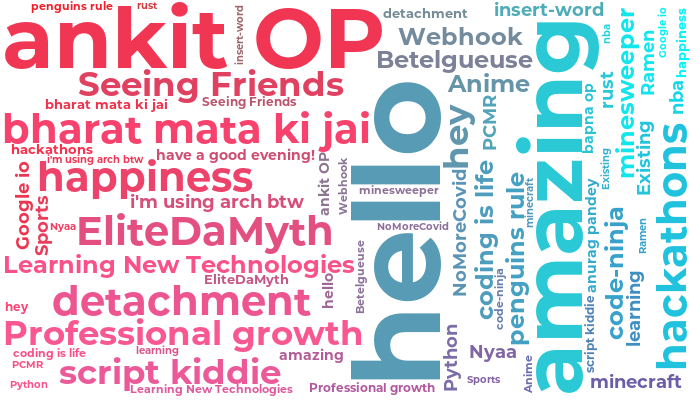 penguins rule
rust
insert-word
ankit OP
detachment
insert-word
Webhook
Betelgueuse
Seeing Friends
Anime
bharat mata ki jai
Seeing Friends
bharat mata ki jai
hackathons
i'm using arch btw
have a good evening!
happiness
Google io
Sports
i'm using arch btw
Nyaa
EliteDaMyth
Learning New Technologies
EliteDaMyth
detachment
hey
Professional growth
coding is life
learning
amazing
PCMR
script kiddie
Python
Learning New Technologies
Professional growth
ankit OP
Webhook
minesweeper
NoMoreCovid
hello
Betelgueuse
hello
hey
PCMR
NoMoreCovid
coding is life
code-ninja
penguins rule
minecraft
Python
Nyaa
Sports
Anime
amazing
nba
rust
bapna op
Existing
anurag pandey
script kiddie
minesweeper
Ramen
Google io
happiness
nba
Existing
code-ninja
Ramen
learning
hackathons
minecraft